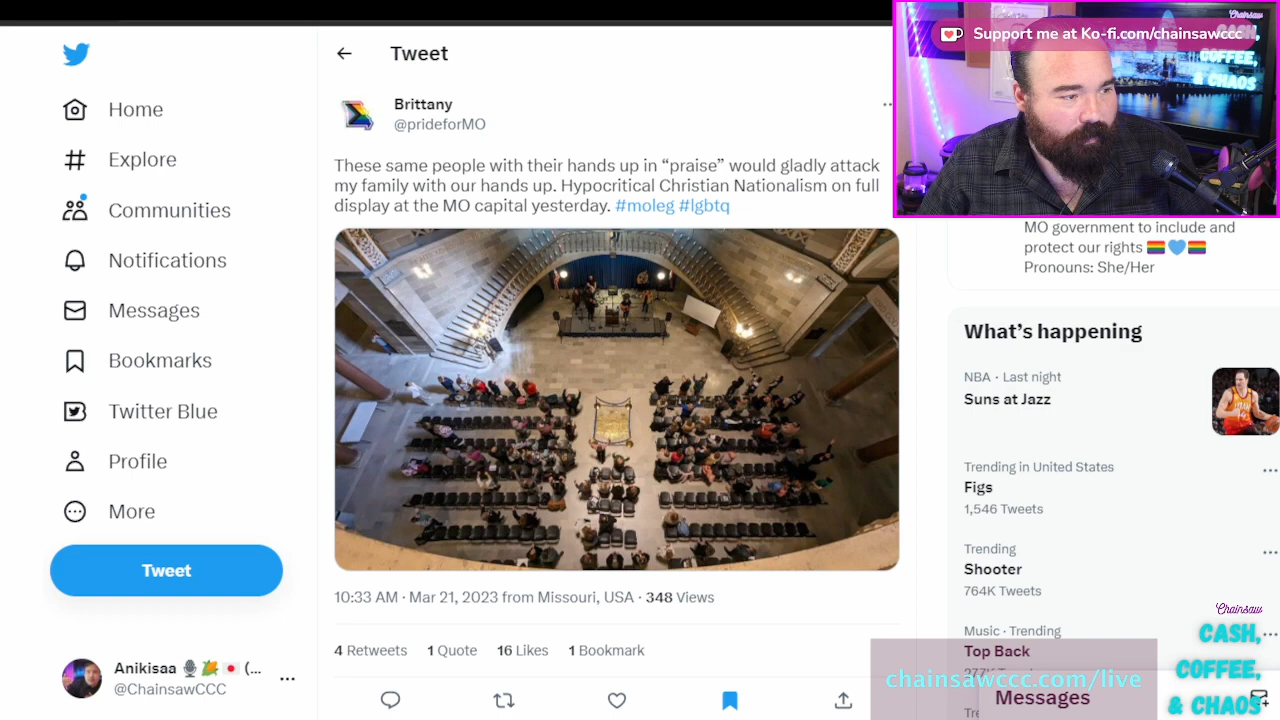 Home
Explore
Communities
Notifications
Messages
Bookmarks
Twitter Blue
Profile
More
Tweet
Anikisaa
(...
@ChainsawCCC
Tweet
Brittany
@prideforMO
These same people with their hands up in “praise” would gladly attack
my family with our hands up. Hypocritical Christian Nationalism on full
display at the MO capital yesterday. #moleg #lgbtq
10:33 AM · Mar 21, 2023 from Missouri, USA · 348 Views
4 Retweets 1 Quote 16 Likes 1 Bookmark
Chainsaw
Support me at Ko-fi.com/chainsawccc
CASH,
COFFEE,
& CHAOS
MO government to include and
protect our rights
Pronouns: She/Her
What’s happening
NBA · Last night
Suns at Jazz
Trending in United States
Figs
1,546 Tweets
Trending
Shooter
764K Tweets
Music · Trending
Top Back
chainsawccc.com/live
Messages
Chainsaw
CASH,
COFFEE,
& CHAOS